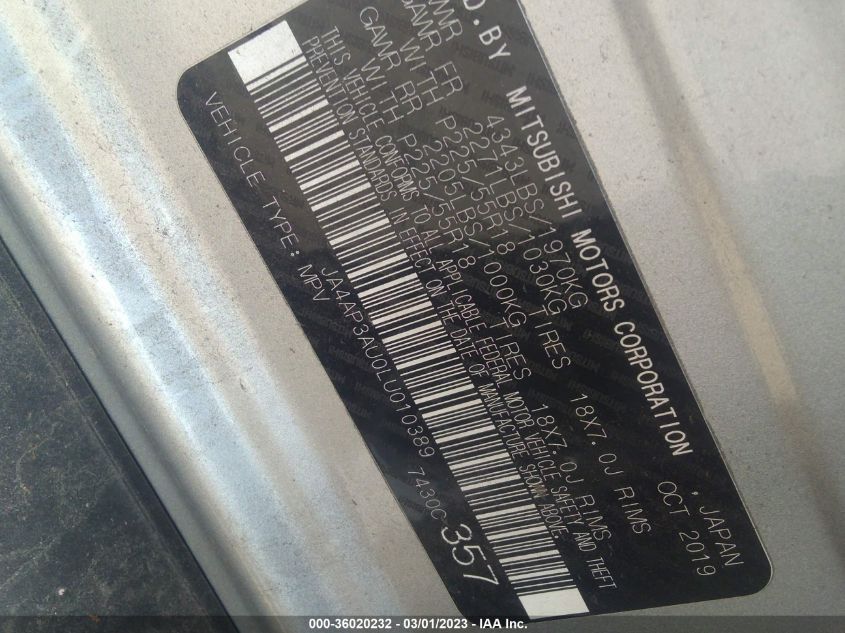 D.BY MITSUBISHI MOTORS CORPORATION , JAPAN
OCT 2019
4343LBS/1970KG
GAWR FR 2271LBS/1030KG TIRES 18X7.0J RIMS
WITH P225/55R18
GAWR RR 2205LBS/1000KG TIRES 18X7.0J RIMS
WITH P225/55R18
THIS VEHICLE CONFORMS TO ALL APPLICABLE FEDERAL MOTOR VEHICLE SAFETY AND THEFT
PREVENTION STANDARDS IN EFFECT ON THE DATE OF MANUFACTURE SHOWN ABOVE.
JA4AP3AU0LU010389 7430C 357
VEHICLE TYPE: MPV
000-36020232 - 03/01/2023 - IAA Inc.